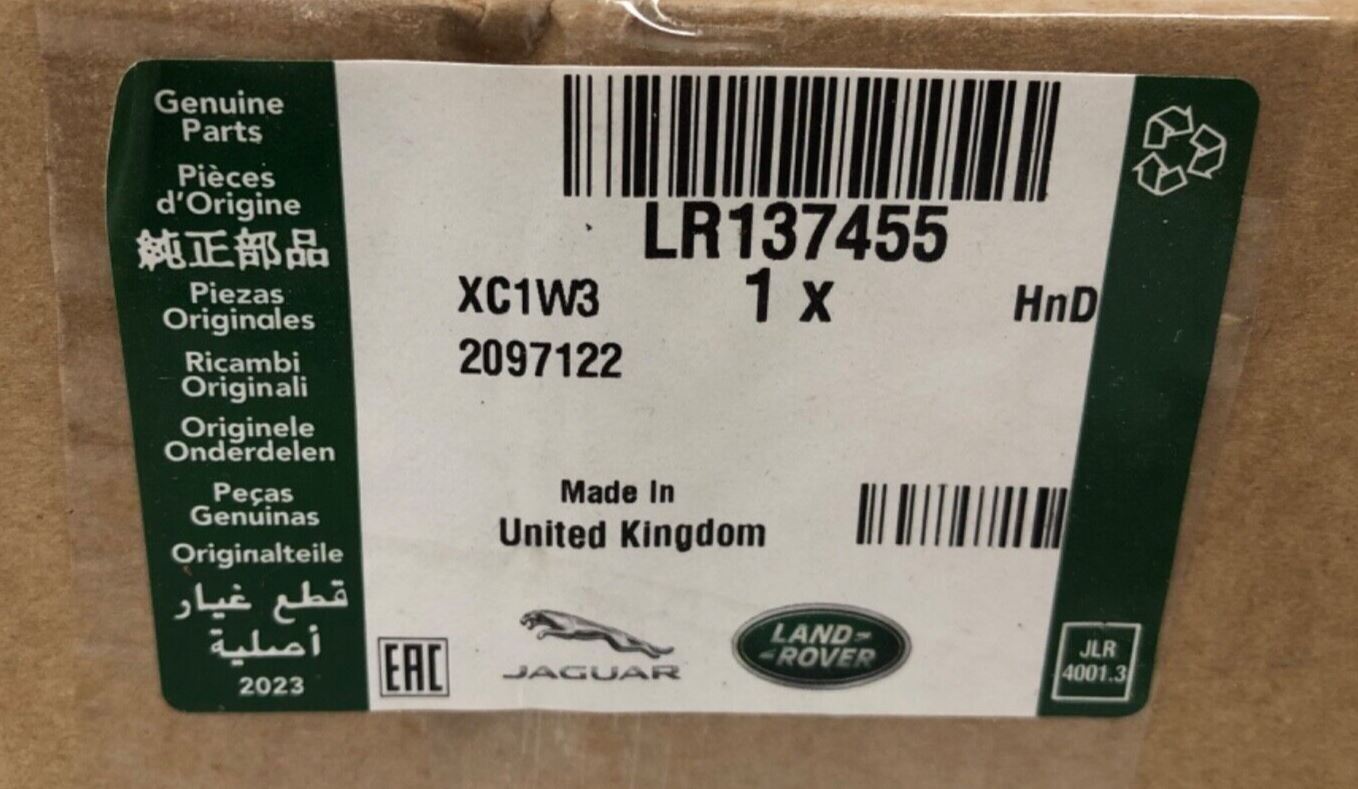 Genuine
Parts
Pièces
d'Origine
純正部品
Piezas
Originales
Ricambi
Originali
Originele
Onderdelen
Peças
Genuinas
Originalteile
قطع غيار
أصلية
2023
LR137455
XC1W3 1 x HnD
2097122
Made In
United Kingdom
EAC
JAGUAR
LAND-
-ROVER
JLR
4001.3